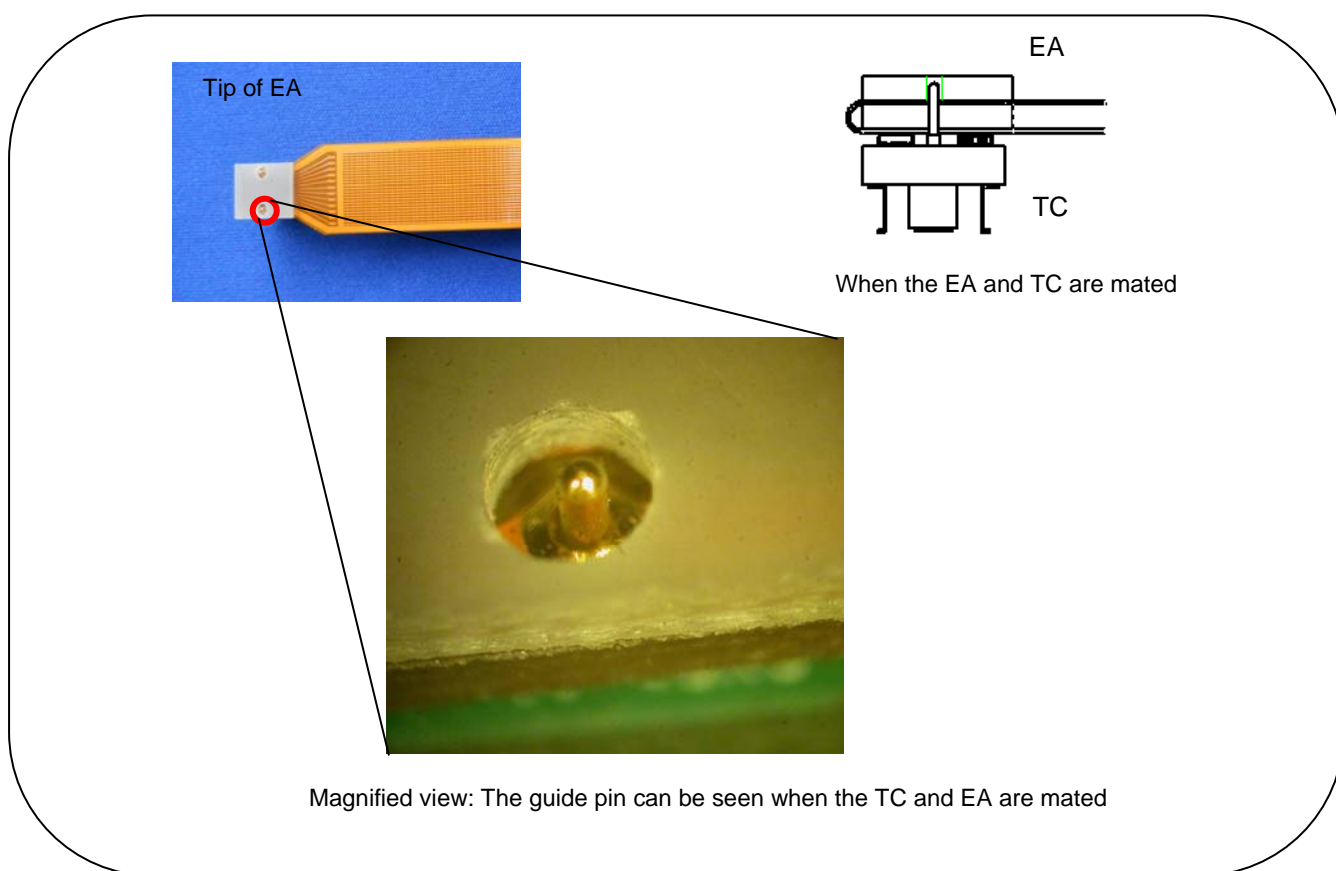 Tip of EA
EA
TC
When the EA and TC are mated
Magnified view: The guide pin can be seen when the TC and EA are mated